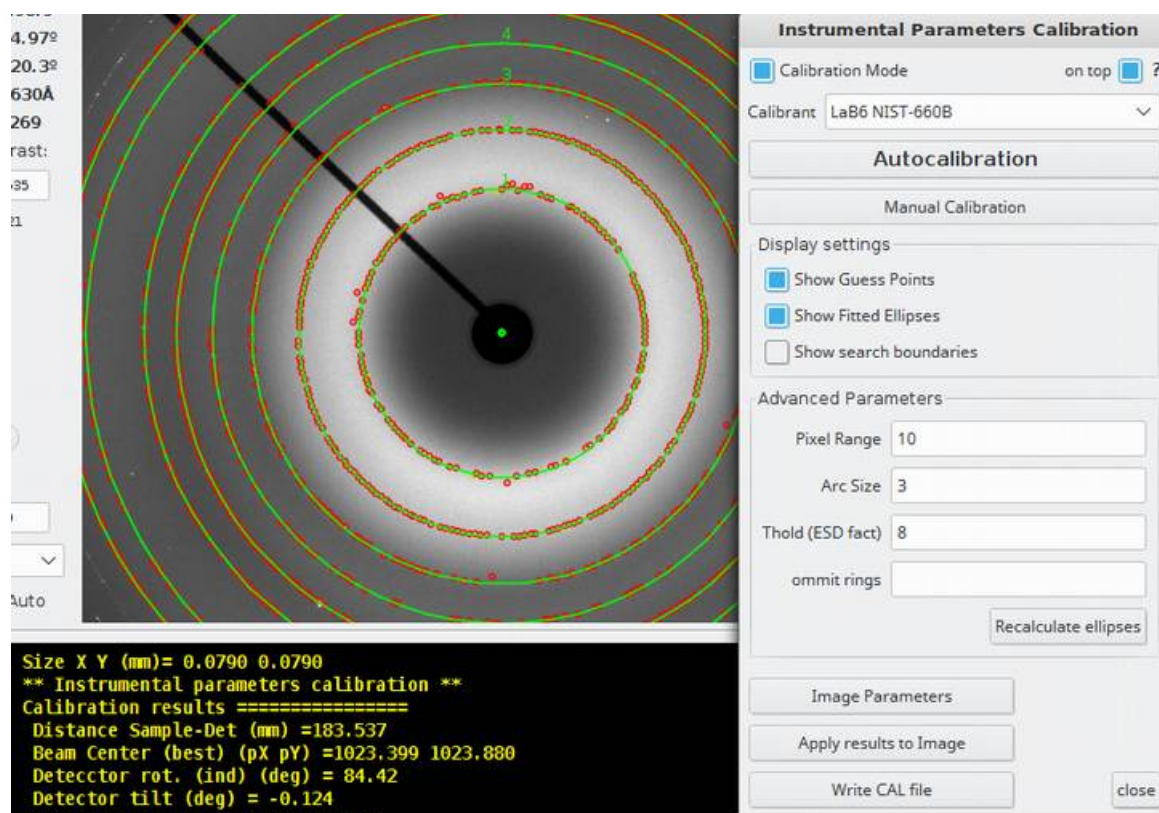 4.97º
20.3º
630Å
269
rast:
35
21
Auto
4
3
2
1
Instrumental Parameters Calibration
Calibration Mode
on top
?
Calibrant LaB6 NIST-660B
Autocalibration
Manual Calibration
Display settings
Show Guess Points
Show Fitted Ellipses
Show search boundaries
Advanced Parameters
Pixel Range 10
Arc Size 3
Thold (ESD fact) 8
ommit rings
Recalculate ellipses
Image Parameters
Apply results to Image
Write CAL file
close
Size X Y (mm)= 0.0790 0.0790
** Instrumental parameters calibration **
Calibration results ================
Distance Sample-Det (mm) =183.537
Beam Center (best) (pX pY) =1023.399 1023.880
Detecctor rot. (ind) (deg) = 84.42
Detector tilt (deg) = -0.124